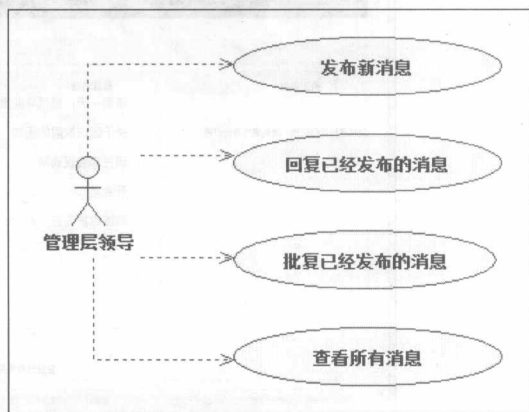 发布新消息
回复已经发布的消息
管理层领导
批复已经发布的消息
查看所有消息